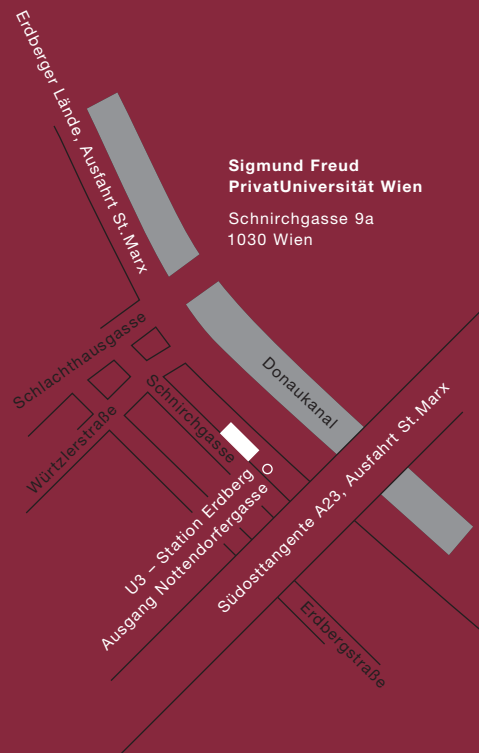 Erdberger Lände, Ausfahrt St. Marx
Sigmund Freud
PrivatUniversität Wien
Schnirchgasse 9a
1030 Wien
Schlachthausgasse
Schnirchgasse
Donaukanal
Würtzlerstraße
U3 – Station Erdberg
Ausgang Nottendorfergasse
Südosttangente A23, Ausfahrt St. Marx
Erdbergstraße